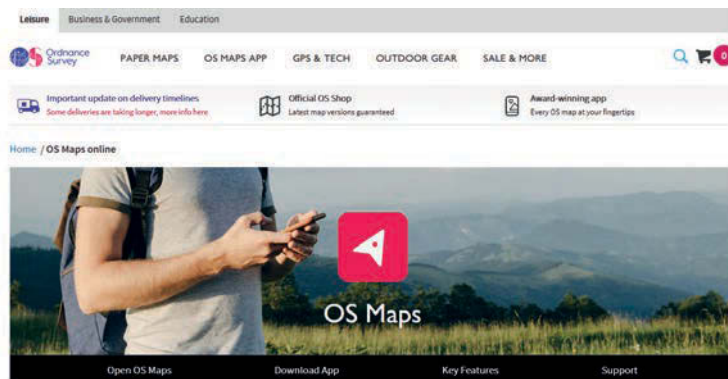 Leisure Business & Government Education
Ordnance
Survey
PAPER MAPS OS MAPS APP GPS & TECH OUTDOOR GEAR SALE & MORE
0
Important update on delivery timelines
Some deliveries are taking longer, more info here
Official OS Shop
Latest map versions guaranteed
Award-winning app
Every OS map at your fingertips
Home / OS Maps online
OS Maps
Open OS Maps Download App Key Features Support